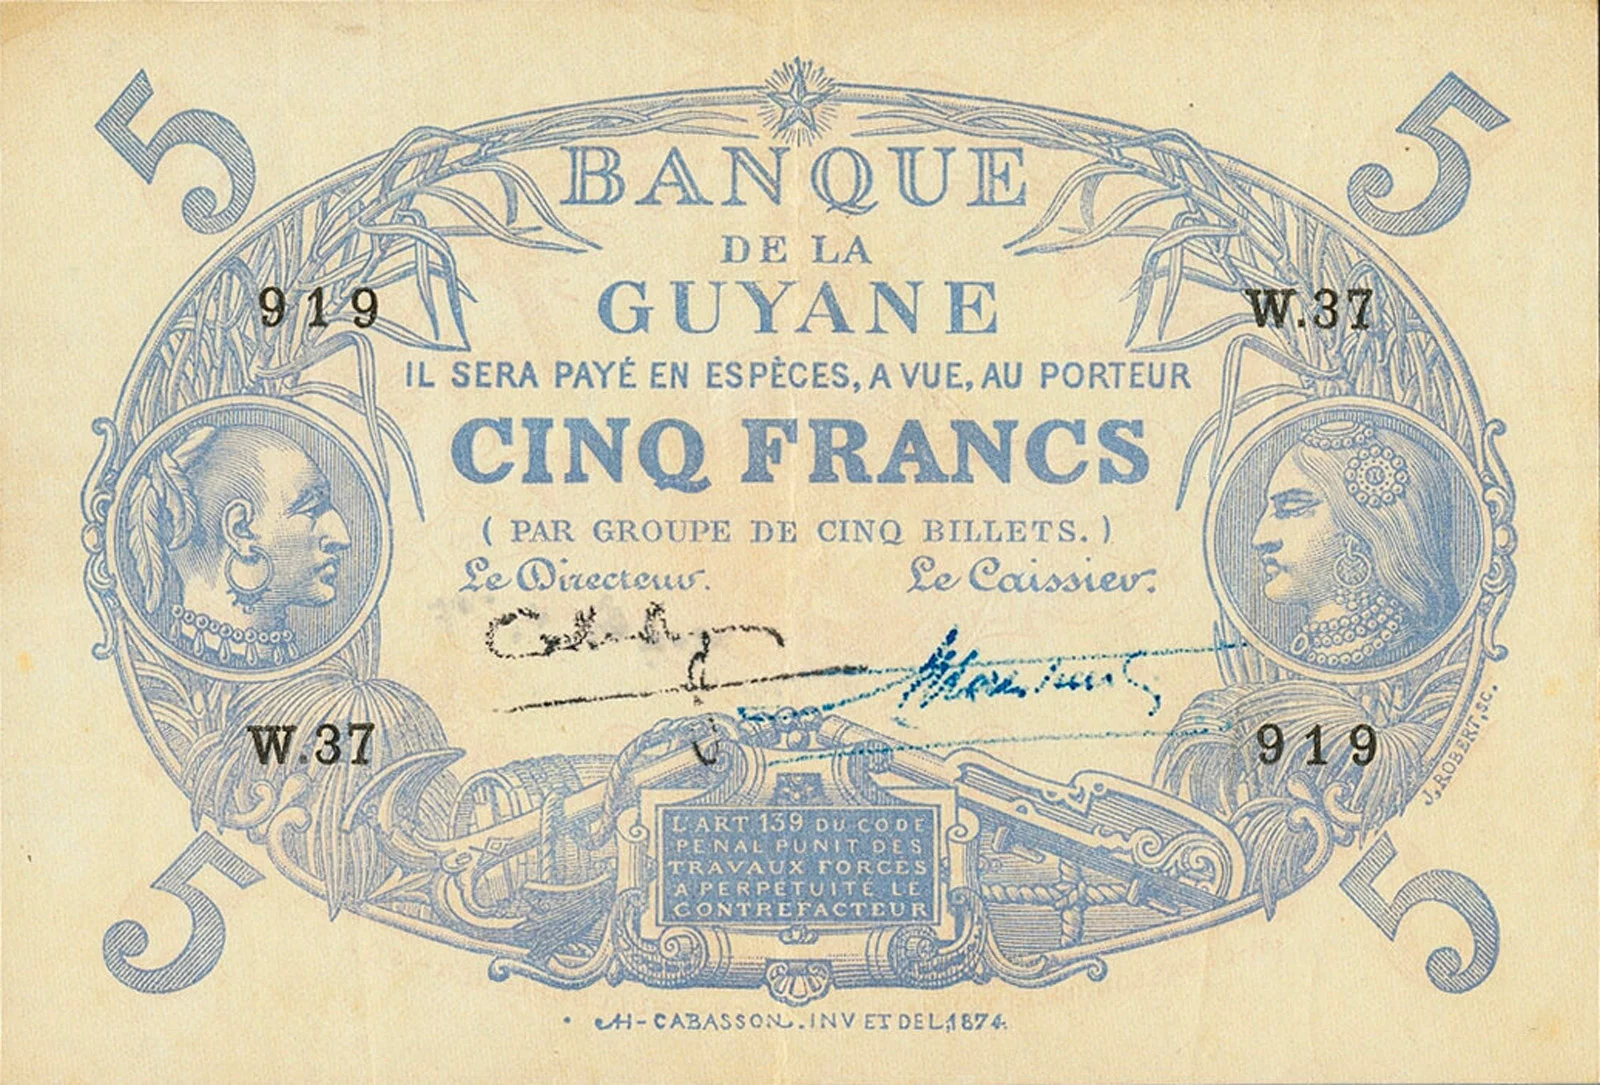 5 5
BANQUE
DE LA
GUYANE
919 W.37
IL SERA PAYÉ EN ESPÈCES, A VUE, AU PORTEUR
CINQ FRANCS
( PAR GROUPE DE CINQ BILLETS. )
Le Directeur. Le Caissier.
W.37 919
L'ART 139 DU CODE
PENAL PUNIT DES
TRAVAUX FORCES
A PERPÉTUITÉ LE
CONTREFACTEUR
J. ROBERT, SC.
5 5
H-CABASSON. INV ET DEL, 1874.